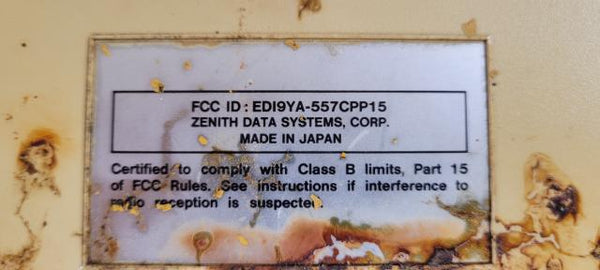 FCC ID : EDI9YA-557CPP15
ZENITH DATA SYSTEMS, CORP.
MADE IN JAPAN
Certified to comply with Class B limits, Part 15
of FCC Rules. See instructions if interference to
radio reception is suspected.